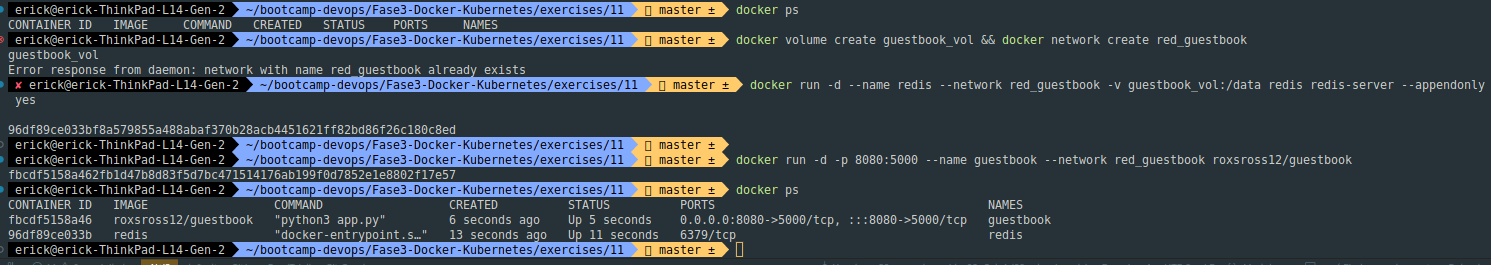 erick@erick-ThinkPad-L14-Gen-2 ~/bootcamp-devops/Fase3-Docker-Kubernetes/exercises/11 master ± docker ps
CONTAINER ID IMAGE COMMAND CREATED STATUS PORTS NAMES
erick@erick-ThinkPad-L14-Gen-2 ~/bootcamp-devops/Fase3-Docker-Kubernetes/exercises/11 master ± docker volume create guestbook_vol && docker network create red_guestbook
guestbook_vol
Error response from daemon: network with name red_guestbook already exists
✘ erick@erick-ThinkPad-L14-Gen-2 ~/bootcamp-devops/Fase3-Docker-Kubernetes/exercises/11 master ± docker run -d --name redis --network red_guestbook -v guestbook_vol:/data redis redis-server --appendonly
yes
96df89ce033bf8a579855a488abaf370b28acb4451621ff82bd86f26c180c8ed
erick@erick-ThinkPad-L14-Gen-2 ~/bootcamp-devops/Fase3-Docker-Kubernetes/exercises/11 master ±
erick@erick-ThinkPad-L14-Gen-2 ~/bootcamp-devops/Fase3-Docker-Kubernetes/exercises/11 master ± docker run -d -p 8080:5000 --name guestbook --network red_guestbook roxsross12/guestbook
fbcdf5158a462fb1d47b8d83f5d7bc471514176ab199f0d7852e1e8802f17e57
erick@erick-ThinkPad-L14-Gen-2 ~/bootcamp-devops/Fase3-Docker-Kubernetes/exercises/11 master ± docker ps
CONTAINER ID IMAGE COMMAND CREATED STATUS PORTS NAMES
fbcdf5158a46 roxsross12/guestbook "python3 app.py" 6 seconds ago Up 5 seconds 0.0.0.0:8080->5000/tcp, :::8080->5000/tcp guestbook
96df89ce033b redis "docker-entrypoint.s…" 13 seconds ago Up 11 seconds 6379/tcp redis
erick@erick-ThinkPad-L14-Gen-2 ~/bootcamp-devops/Fase3-Docker-Kubernetes/exercises/11 master ±